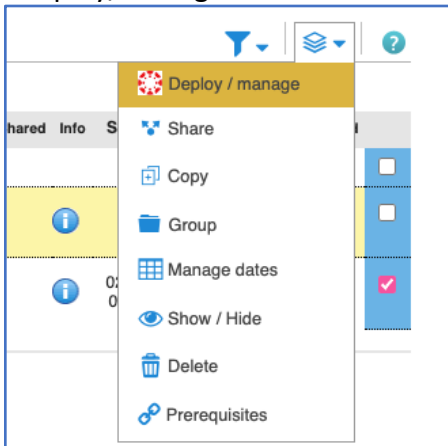 ?
Deploy / manage
hared Info S
Share
Copy
Group
Manage dates
Show / Hide
Delete
Prerequisites